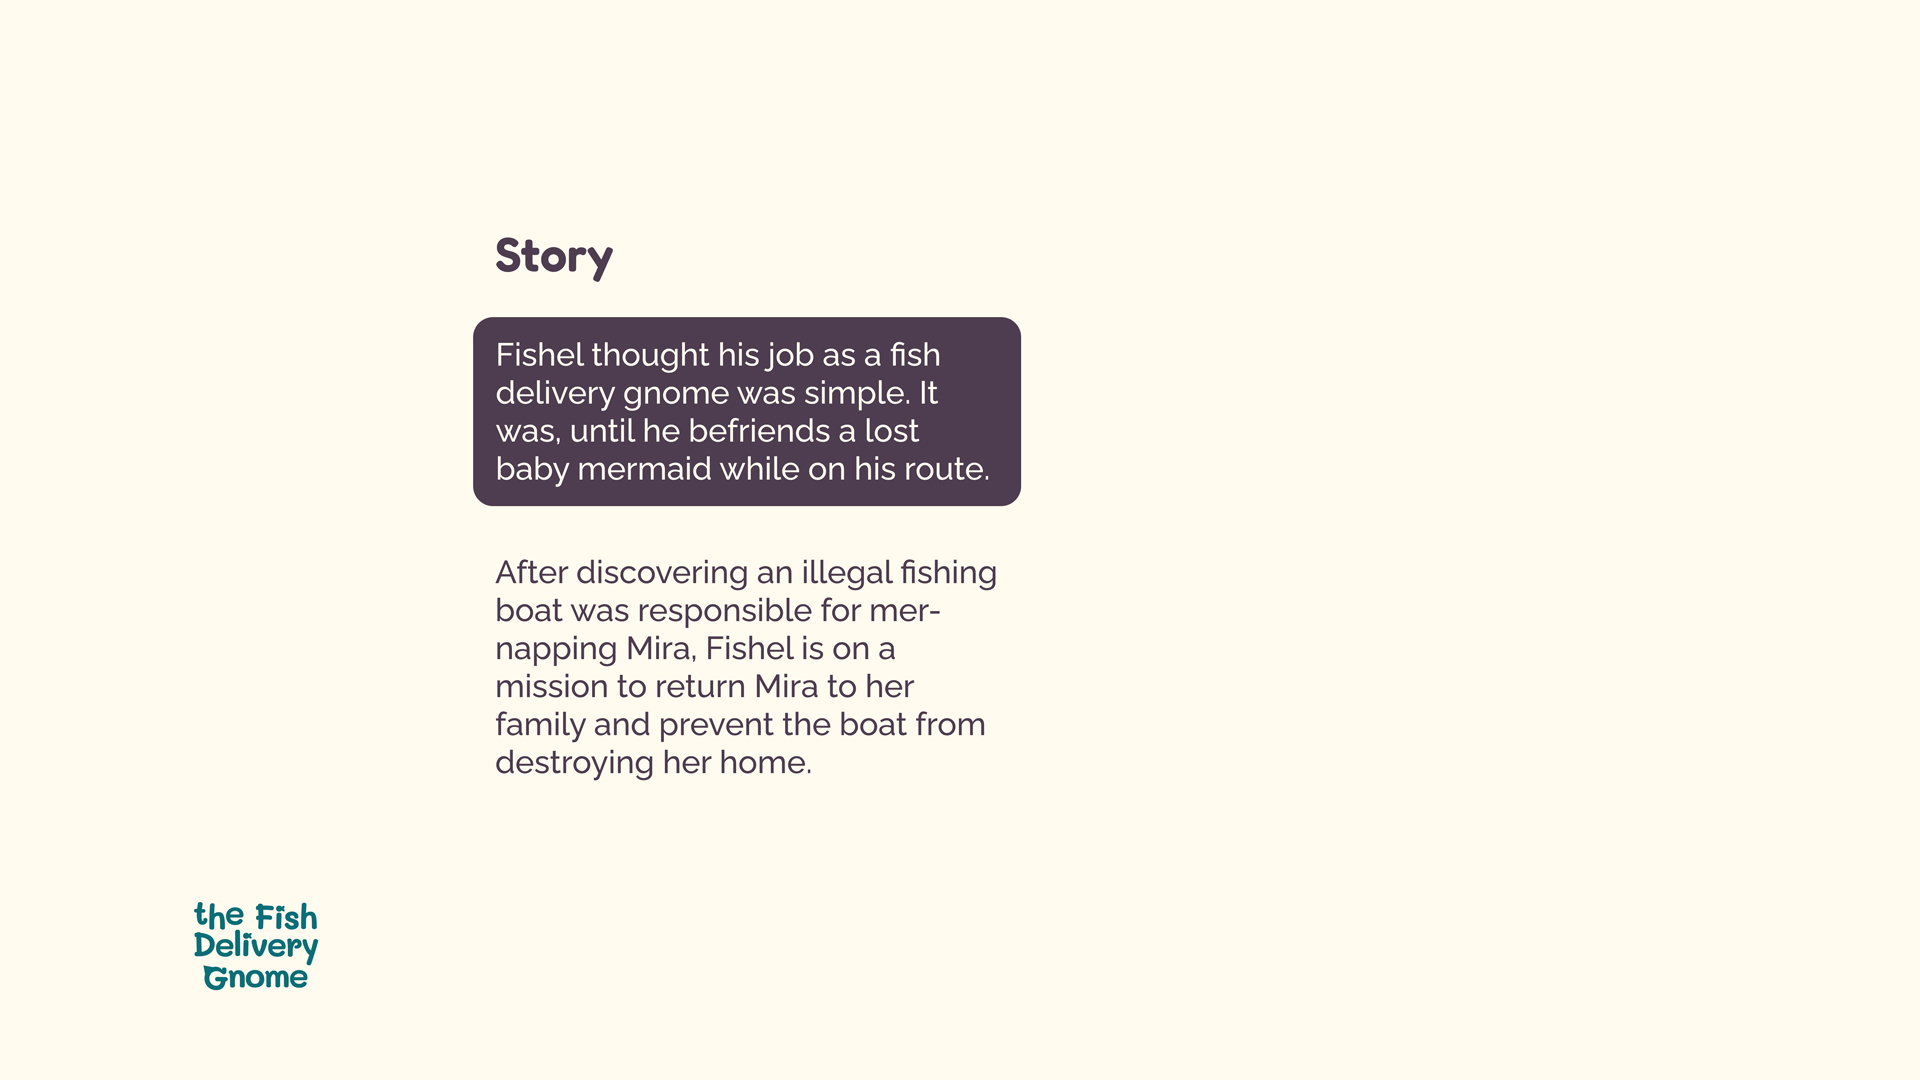 Story
Fishel thought his job as a fish
delivery gnome was simple. It
was, until he befriends a lost
baby mermaid while on his route.
After discovering an illegal fishing
boat was responsible for mer-
napping Mira, Fishel is on a
mission to return Mira to her
family and prevent the boat from
destroying her home.
the Fish
Delivery
Gnome